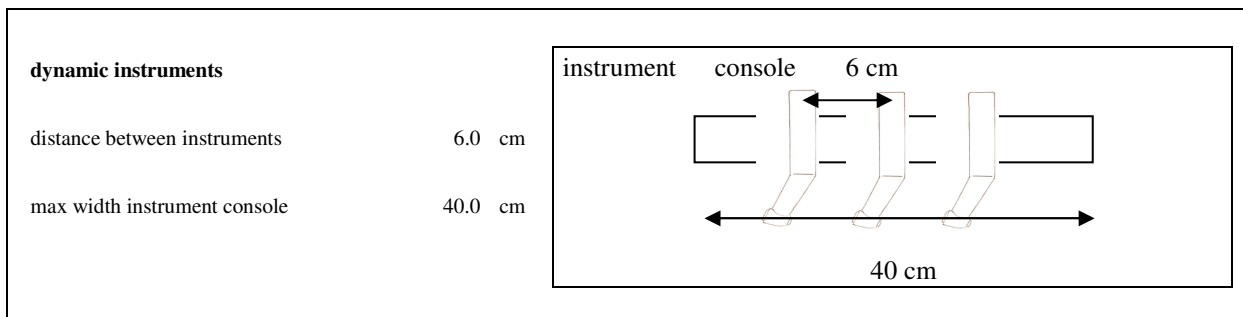 dynamic instruments
distance between instruments 6.0 cm
max width instrument console 40.0 cm
instrument console 6 cm
40 cm